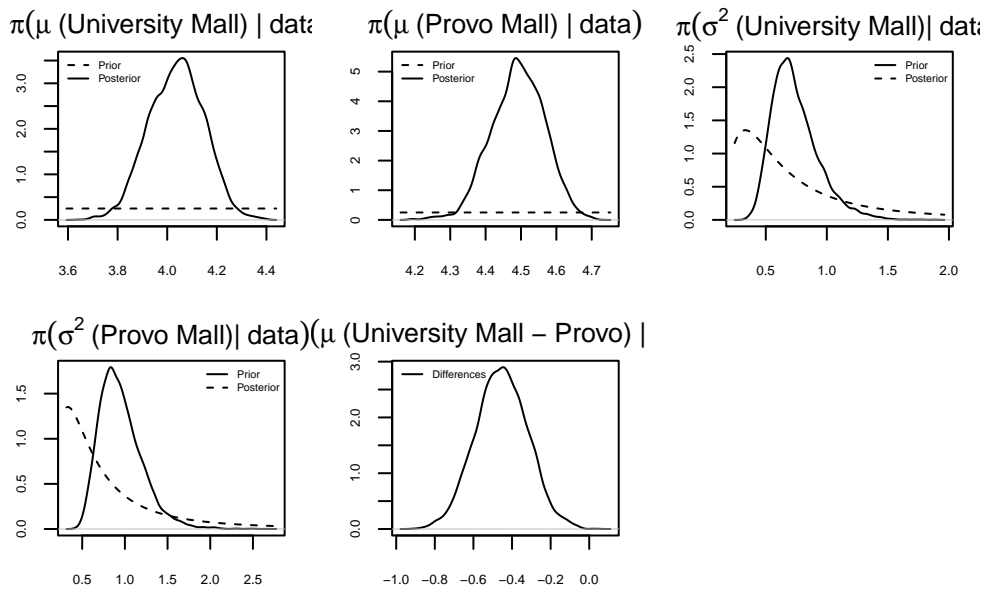 π(μ (University Mall) | data
Prior
Posterior
0.0 1.0 2.0 3.0
3.6 3.8 4.0 4.2 4.4
π(μ (Provo Mall) | data)
Prior
Posterior
0 1 2 3 4 5
4.2 4.3 4.4 4.5 4.6 4.7
π(σ² (University Mall)| data
Prior
Posterior
0.0 0.5 1.0 1.5 2.0 2.5
0.5 1.0 1.5 2.0
π(σ² (Provo Mall)| data)
Prior
Posterior
0.0 0.5 1.0 1.5
0.5 1.0 1.5 2.0 2.5
(μ (University Mall − Provo) |
Differences
0.0 1.0 2.0 3.0
−1.0 −0.8 −0.6 −0.4 −0.2 0.0